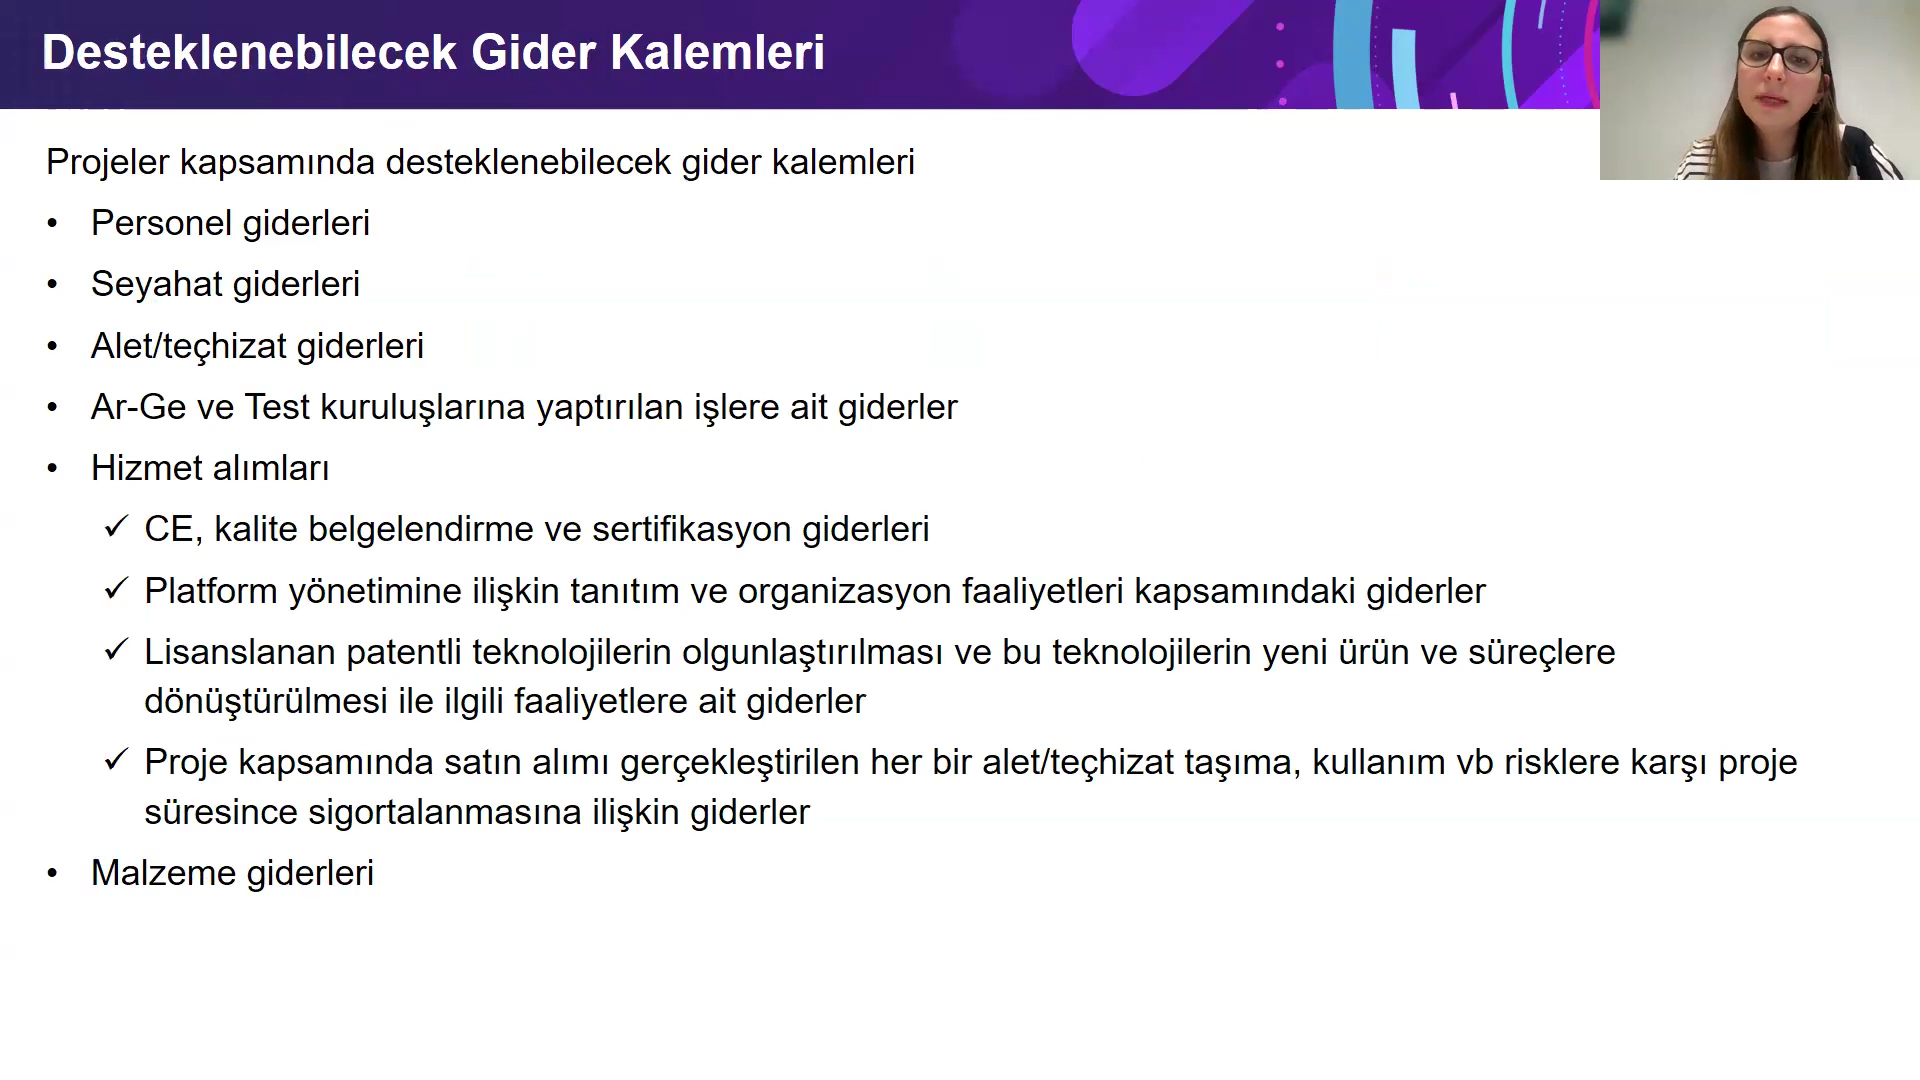 Desteklenebilecek Gider Kalemleri
Projeler kapsamında desteklenebilecek gider kalemleri
• Personel giderleri
• Seyahat giderleri
• Alet/teçhizat giderleri
• Ar-Ge ve Test kuruluşlarına yaptırılan işlere ait giderler
• Hizmet alımları
✓ CE, kalite belgelendirme ve sertifikasyon giderleri
✓ Platform yönetimine ilişkin tanıtım ve organizasyon faaliyetleri kapsamındaki giderler
✓ Lisanslanan patentli teknolojilerin olgunlaştırılması ve bu teknolojilerin yeni ürün ve süreçlere
dönüştürülmesi ile ilgili faaliyetlere ait giderler
✓ Proje kapsamında satın alımı gerçekleştirilen her bir alet/teçhizat taşıma, kullanım vb risklere karşı proje
süresince sigortalanmasına ilişkin giderler
• Malzeme giderleri